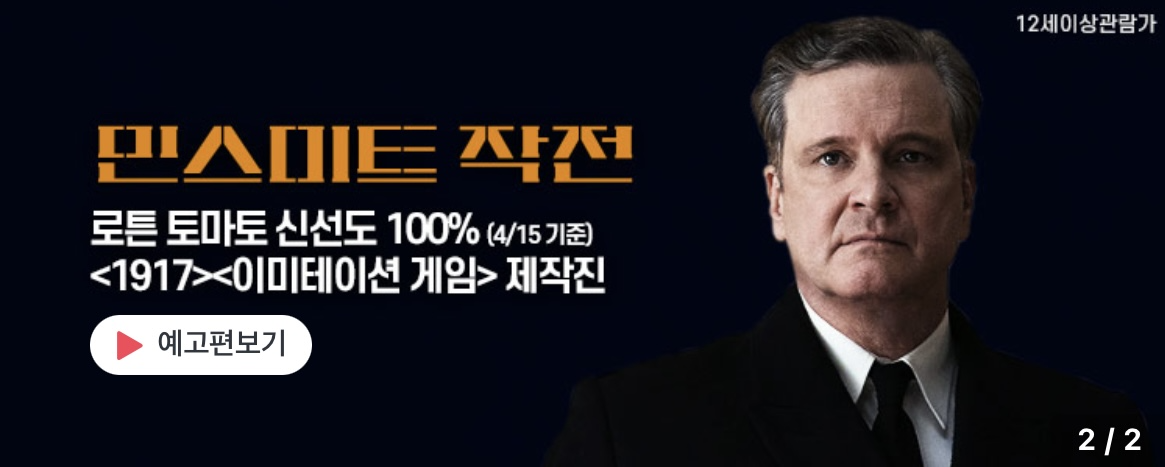 12세이상관람가
민스미트 작전
로튼 토마토 신선도 100% (4/15 기준)
<1917><이미테이션 게임> 제작진
예고편보기
2 / 2